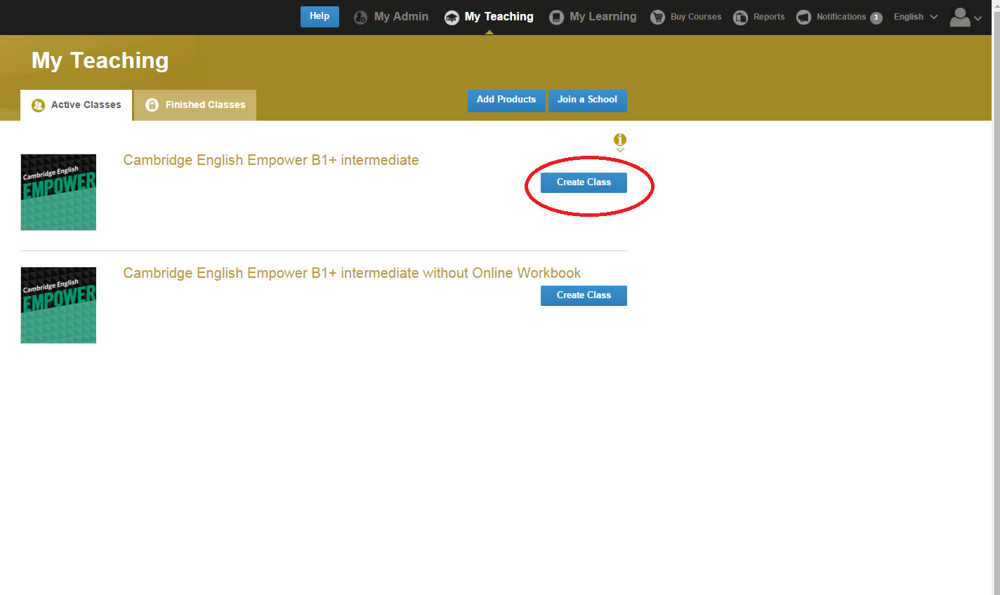 Help My Admin My Teaching My Learning Buy Courses Reports Notifications 3 English
My Teaching
Active Classes Finished Classes Add Products Join a School
i
Cambridge English Empower B1+ intermediate
Cambridge English
EMPOWER
Create Class
Cambridge English Empower B1+ intermediate without Online Workbook
Cambridge English
EMPOWER
Create Class